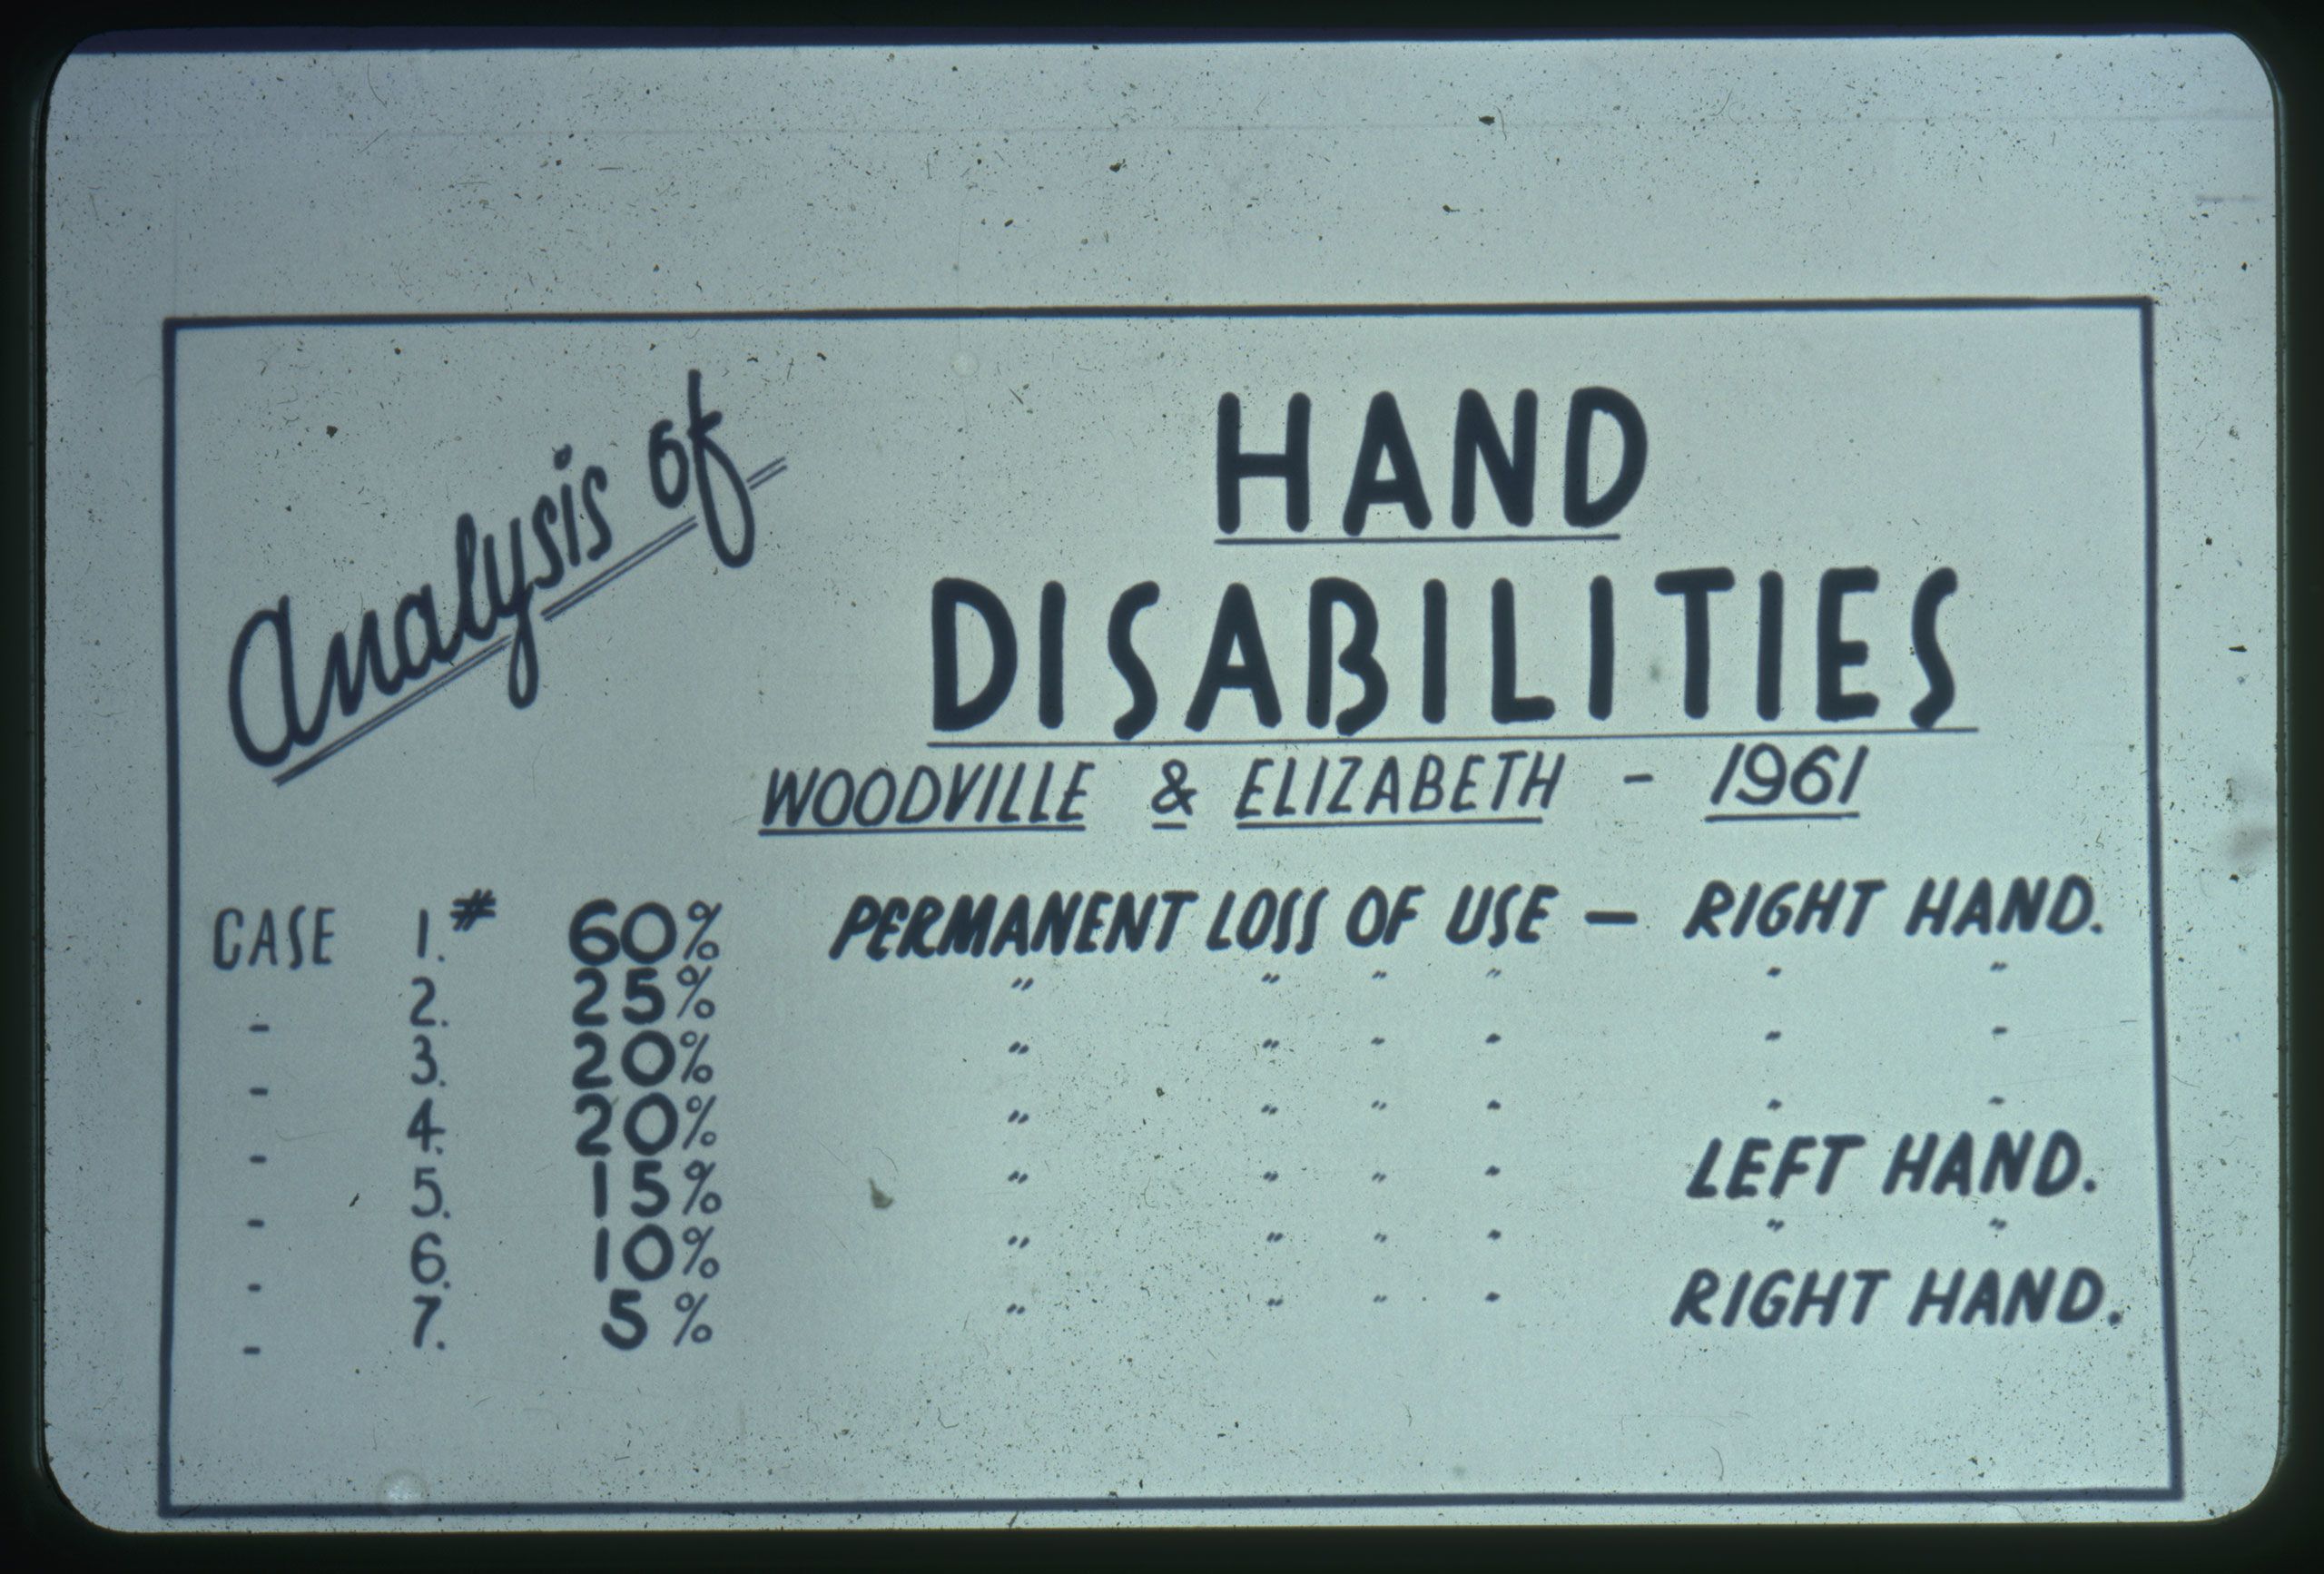 Analysis of
HAND
DISABILITIES
WOODVILLE & ELIZABETH - 1961
CASE 1.# 60% PERMANENT LOSS OF USE — RIGHT HAND.
- 2. 25% " " " " " "
- 3. 20% " " " " " "
- 4. 20% " " " " " "
- 5. 15% " " " " LEFT HAND.
- 6. 10% " " " " " "
- 7. 5% " " " " RIGHT HAND.